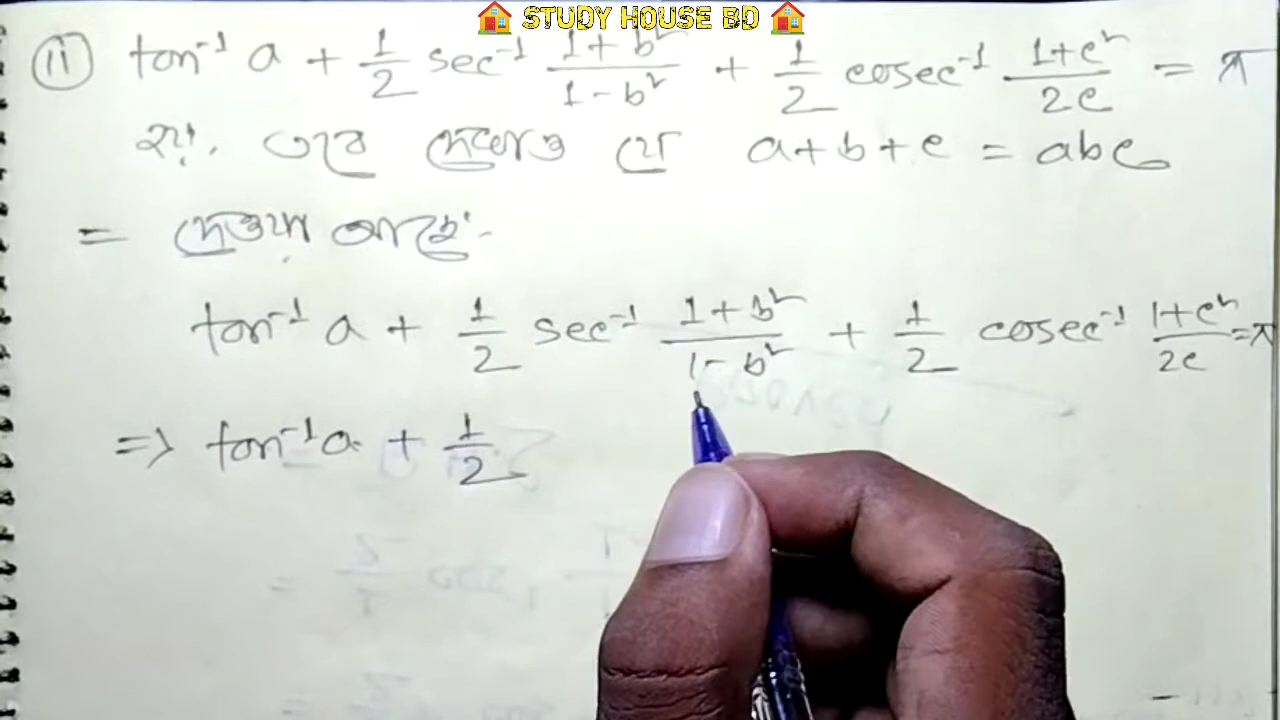 🏠 STUDY HOUSE BD 🏠
(ii) tan⁻¹ a + 1/2 sec⁻¹ (1+b²)/(1-b²) + 1/2 cosec⁻¹ (1+c²)/2c = π
হয়. তবে দেখাও যে a+b+c = abc
= দেওয়া আছে.
tan⁻¹ a + 1/2 sec⁻¹ (1+b²)/(1-b²) + 1/2 cosec⁻¹ (1+c²)/2c = π
=> tan⁻¹ a + 1/2